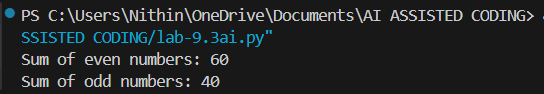 PS C:\Users\Nithin\OneDrive\Documents\AI ASSISTED CODING>
SSISTED CODING/lab-9.3ai.py"
Sum of even numbers: 60
Sum of odd numbers: 40